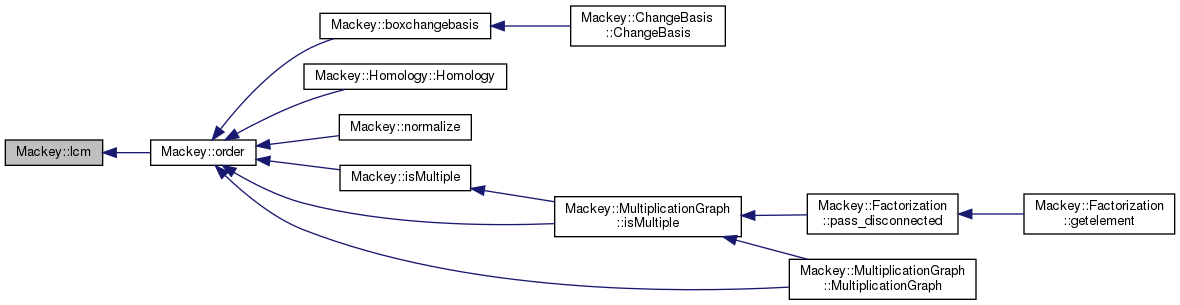 Mackey::lcm
Mackey::order
Mackey::boxchangebasis
Mackey::ChangeBasis
::ChangeBasis
Mackey::Homology::Homology
Mackey::normalize
Mackey::isMultiple
Mackey::MultiplicationGraph
::isMultiple
Mackey::Factorization
::pass_disconnected
Mackey::Factorization
::getelement
Mackey::MultiplicationGraph
::MultiplicationGraph